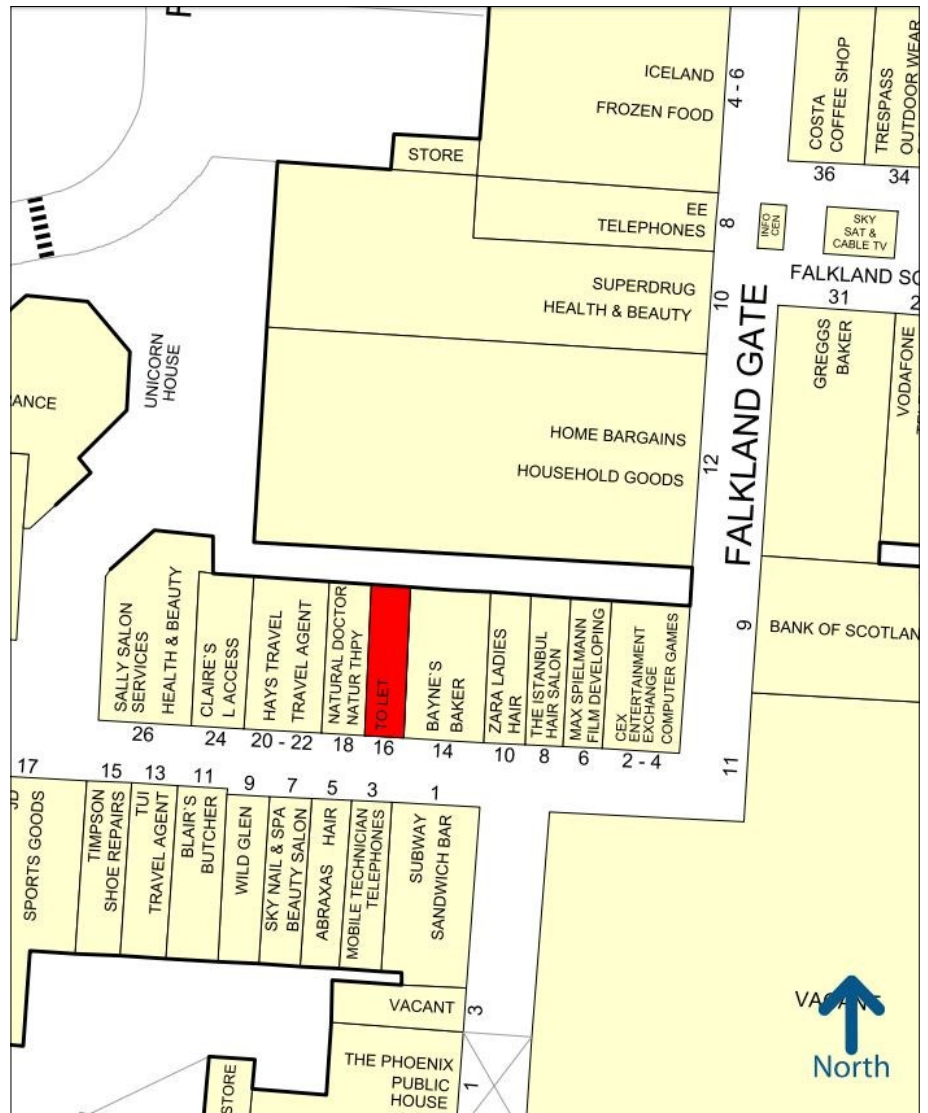 ICELAND
FROZEN FOOD
4 - 6
COSTA
COFFEE SHOP
36
TRESPASS
OUTDOOR WEAR
34
STORE
EE
TELEPHONES
8
INFO
CEN
SKY
SAT &
CABLE TV
FALKLAND SQ
SUPERDRUG
HEALTH & BEAUTY
10
31
2
GREGGS
BAKER
VODAFONE
FALKLAND GATE
UNICORN
HOUSE
ANCE
HOME BARGAINS
HOUSEHOLD GOODS
12
9
BANK OF SCOTLAN
SALLY SALON
SERVICES
HEALTH & BEAUTY
26
CLAIRE'S
L ACCESS
24
HAYS TRAVEL
TRAVEL AGENT
20 - 22
NATURAL DOCTOR
NATUR THPY
18
TO LET
16
BAYNE'S
BAKER
14
ZARA LADIES
HAIR
10
THE ISTANBUL
HAIR SALON
8
MAX SPIELMANN
FILM DEVELOPING
6
CEX
ENTERTAINMENT
EXCHANGE
COMPUTER GAMES
2 - 4
11
17
JD
SPORTS GOODS
15
TIMPSON
SHOE REPAIRS
13
TUI
TRAVEL AGENT
11
BLAIR'S
BUTCHER
9
WILD GLEN
7
SKY NAIL & SPA
BEAUTY SALON
5
ABRAXAS HAIR
3
MOBILE TECHNICIAN
TELEPHONES
1
SUBWAY
SANDWICH BAR
VACANT
3
VACANT
North
THE PHOENIX
PUBLIC
HOUSE
1
STORE